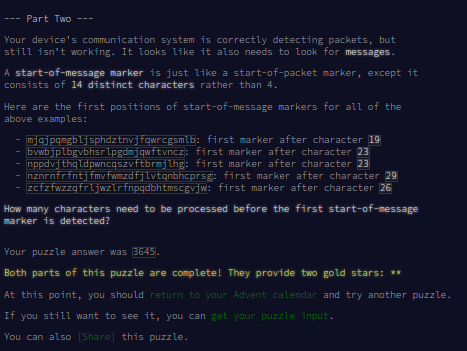 --- Part Two ---
Your device's communication system is correctly detecting packets, but
still isn't working. It looks like it also needs to look for messages.
A start-of-message marker is just like a start-of-packet marker, except it
consists of 14 distinct characters rather than 4.
Here are the first positions of start-of-message markers for all of the
above examples:
- mjqjpqmgbljsphdztnvjfqwrcgsmlb: first marker after character 19
- bvwbjplbgvbhsrlpgdmjqwftvncz: first marker after character 23
- nppdvjthqldpwncqszvftbrmjlhg: first marker after character 23
- nznrnfrfntjfmvfwmzdfjlvtqnbhcprsg: first marker after character 29
- zcfzfwzzqfrljwzlrfnpqdbhtmscgvjw: first marker after character 26
How many characters need to be processed before the first start-of-message
marker is detected?
Your puzzle answer was 3645.
Both parts of this puzzle are complete! They provide two gold stars: **
At this point, you should return to your Advent calendar and try another puzzle.
If you still want to see it, you can get your puzzle input.
You can also [Share] this puzzle.